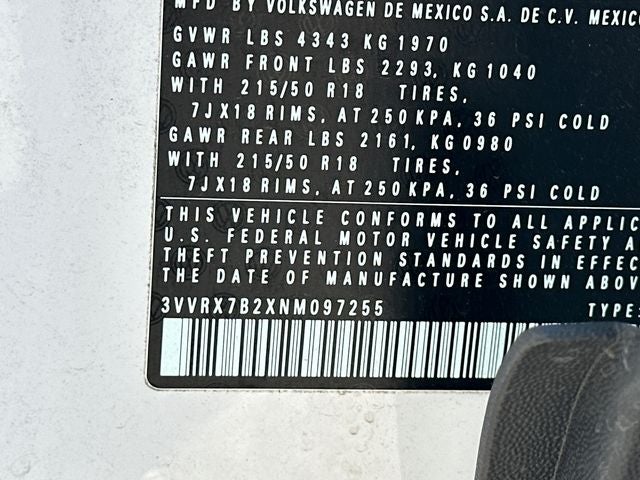 MFD BY VOLKSWAGEN DE MEXICO S.A. DE C.V. MEXICO
GVWR LBS 4343 KG 1970
GAWR FRONT LBS 2293, KG 1040
WITH 215/50 R18 TIRES,
7JX18 RIMS, AT 250 KPA, 36 PSI COLD
GAWR REAR LBS 2161, KG 0980
WITH 215/50 R18 TIRES,
7JX18 RIMS, AT 250 KPA, 36 PSI COLD
THIS VEHICLE CONFORMS TO ALL APPLIC
U.S. FEDERAL MOTOR VEHICLE SAFETY A
THEFT PREVENTION STANDARDS IN EFFEC
THE DATE OF MANUFACTURE SHOWN ABOV
3VVRX7B2XNM097255 TYPE: